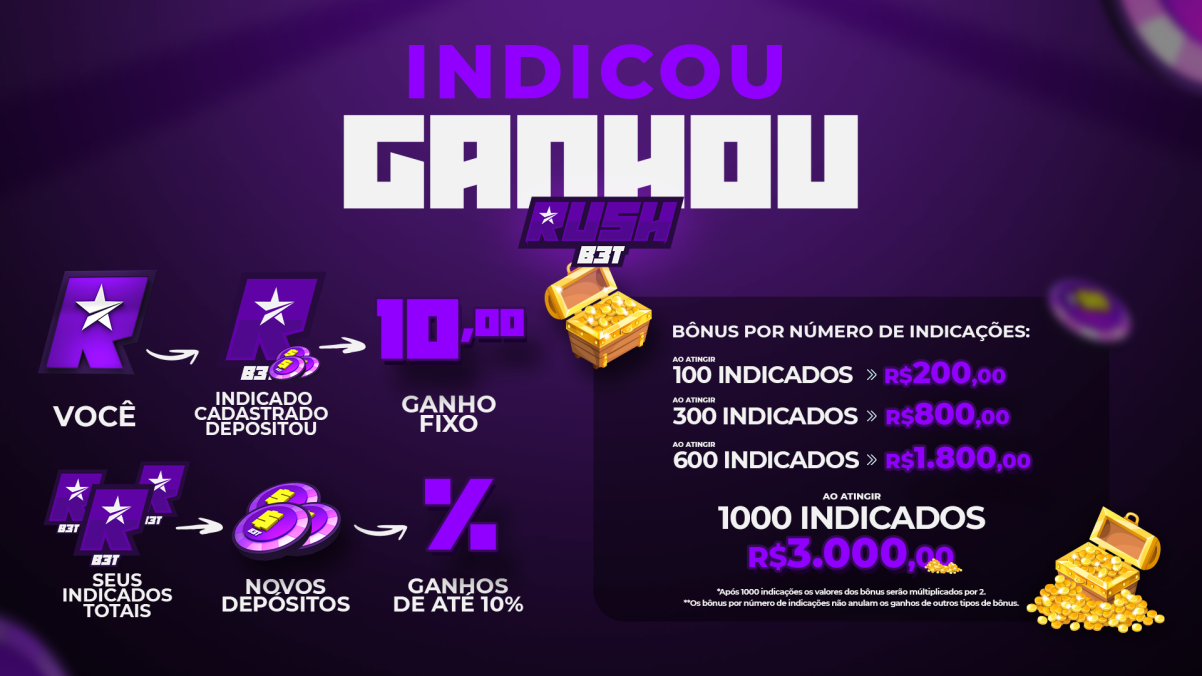 INDICOU
GANHOU
RUSH
B3T
VOCÊ
B3T
INDICADO
CADASTRADO
DEPOSITOU
10,00
GANHO
FIXO
B3T
B3T
B3T
SEUS
INDICADOS
TOTAIS
NOVOS
DEPÓSITOS
%
GANHOS
DE ATÉ 10%
BÔNUS POR NÚMERO DE INDICAÇÕES:
AO ATINGIR
100 INDICADOS » R$200,00
AO ATINGIR
300 INDICADOS » R$800,00
AO ATINGIR
600 INDICADOS » R$1.800,00
AO ATINGIR
1000 INDICADOS
R$3.000,00
*Após 1000 indicações os valores dos bônus serão múltiplicados por 2.
**Os bônus por número de indicações não anulam os ganhos de outros tipos de bônus.